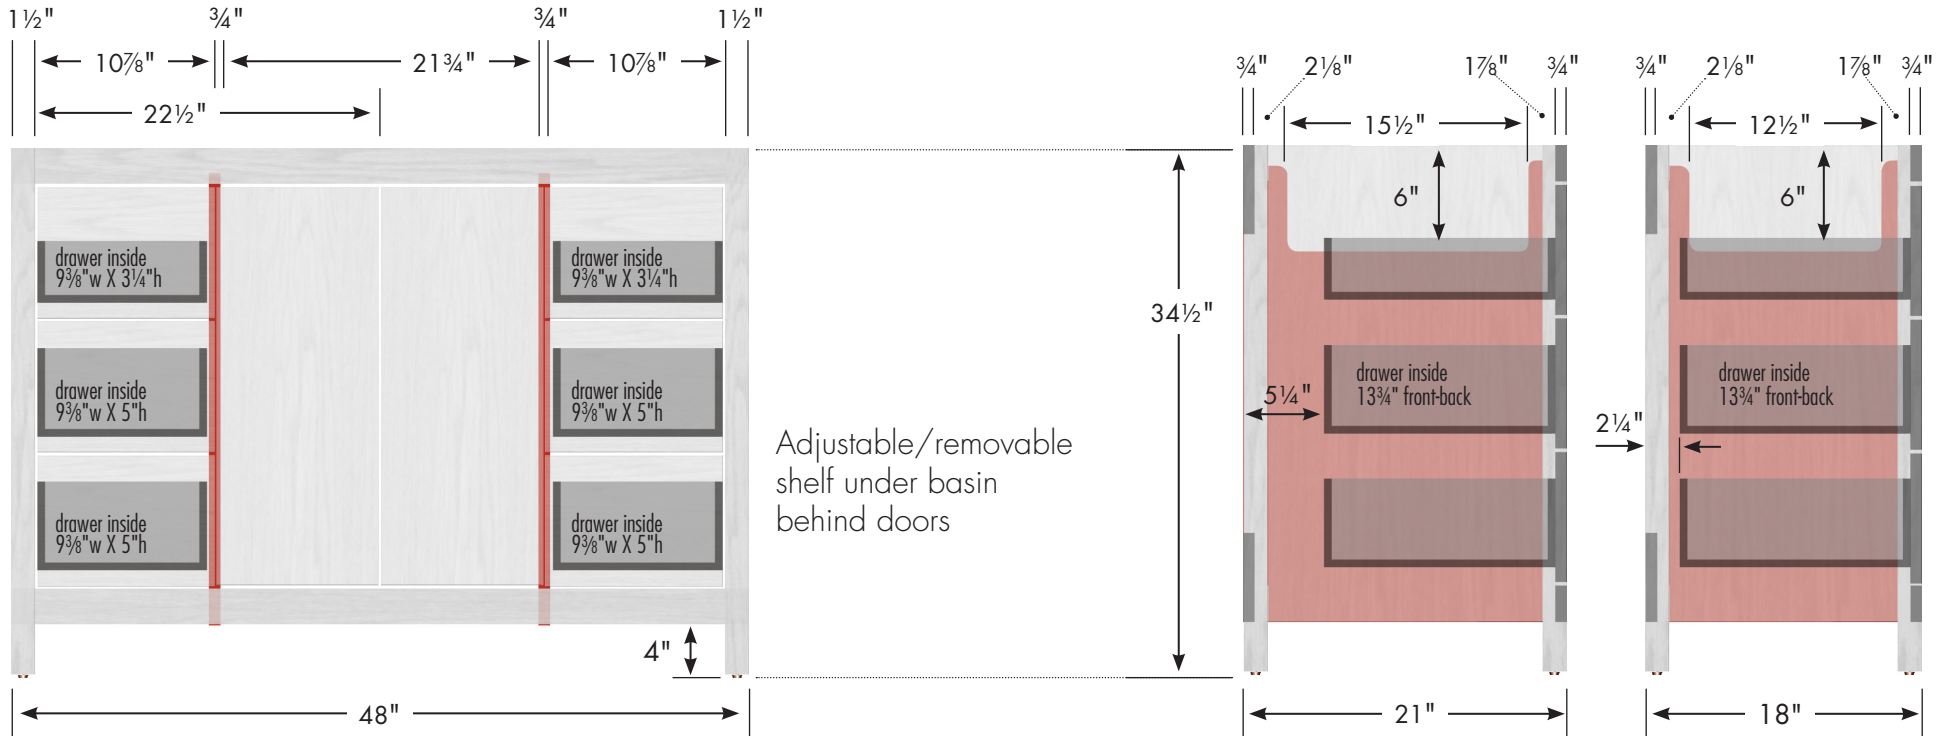 1½" ¾" ¾" 1½"
10⅞" 21¾" 10⅞"
22½"
drawer inside
9⅜"w X 3¼"h
drawer inside
9⅜"w X 5"h
drawer inside
9⅜"w X 5"h
drawer inside
9⅜"w X 3¼"h
drawer inside
9⅜"w X 5"h
drawer inside
9⅜"w X 5"h
4"
48"
Adjustable/removable
shelf under basin
behind doors
34½"
¾" 2⅛" 1⅞" ¾"
15½"
6"
drawer inside
13¾" front-back
5¼"
21"
¾" 2⅛" 1⅞" ¾"
12½"
6"
drawer inside
13¾" front-back
2¼"
18"